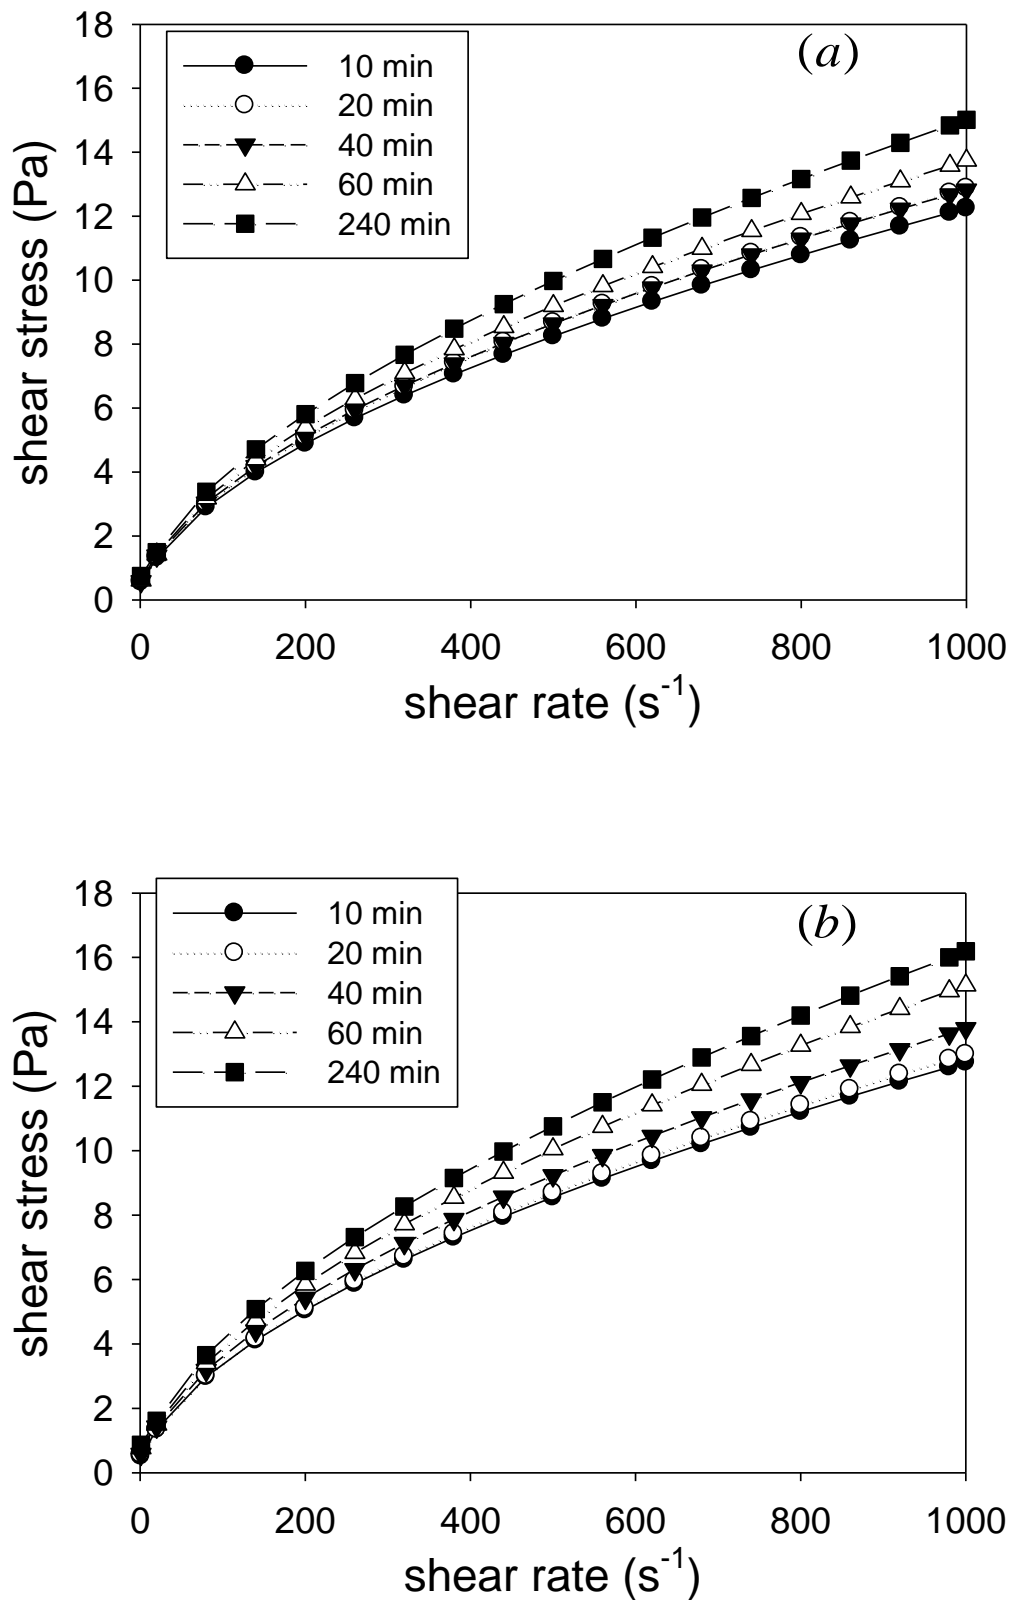 (a)
10 min
20 min
40 min
60 min
240 min
shear stress (Pa)
18
16
14
12
10
8
6
4
2
0
0 200 400 600 800 1000
shear rate (s⁻¹)
(b)
10 min
20 min
40 min
60 min
240 min
shear stress (Pa)
18
16
14
12
10
8
6
4
2
0
0 200 400 600 800 1000
shear rate (s⁻¹)